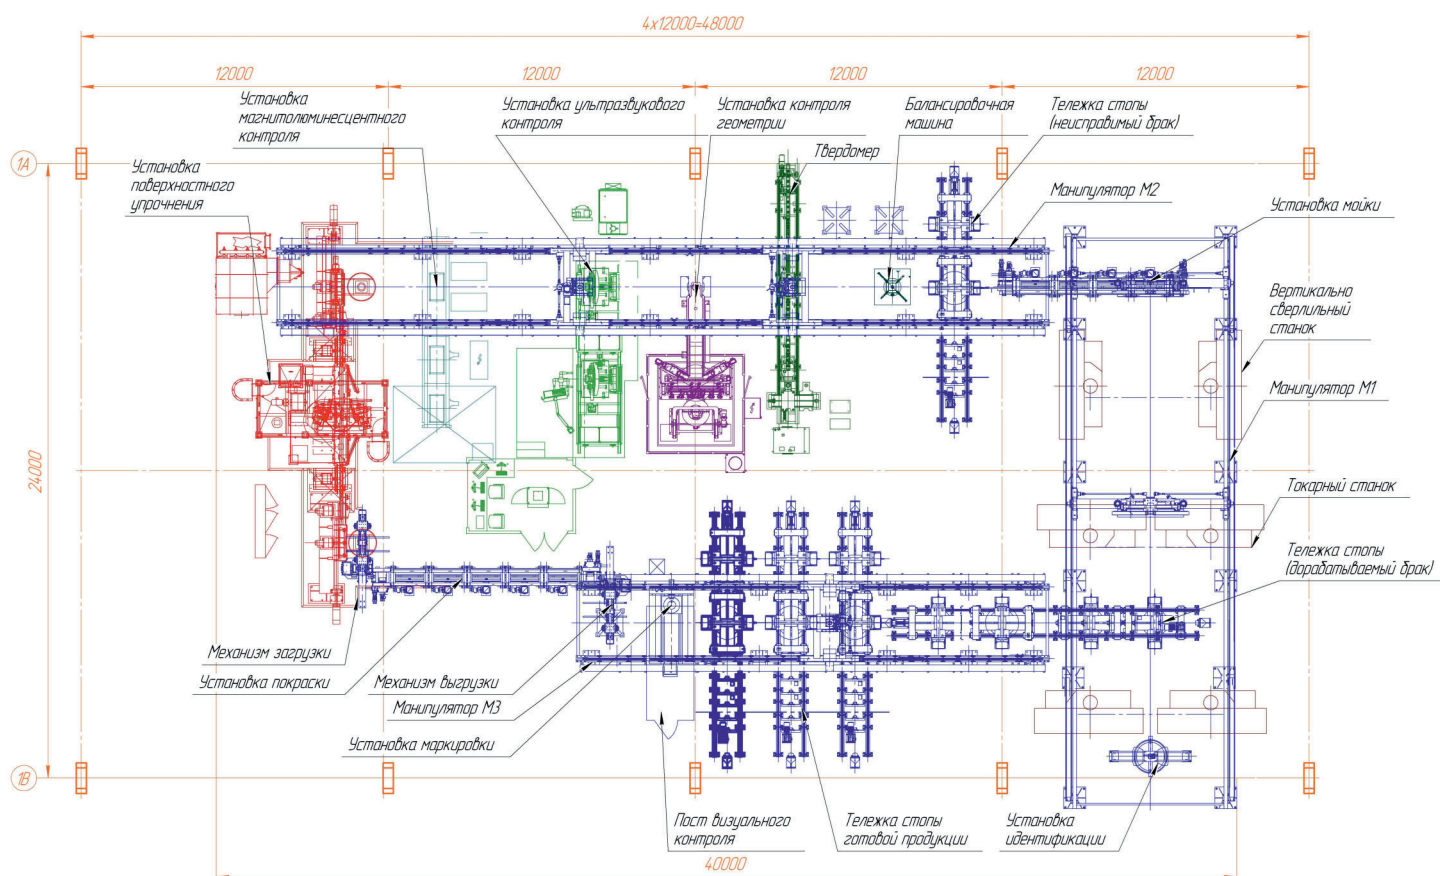 4х12000=48000
12000
12000
12000
12000
Установка
магнитолюминесцентного
контроля
Установка ультразвукового
контроля
Установка контроля
геометрии
Балансировочная
машина
Тележка стопы
(неисправимый брак)
Твердомер
1А
Установка
поверхностного
упрочнения
Манипулятор М2
Установка мойки
Вертикально
сверлильный
станок
Манипулятор М1
24000
Токарный станок
Тележка стопы
(дорабатываемый брак)
Механизм загрузки
Установка покраски
Механизм выгрузки
Манипулятор М3
Установка маркировки
1В
Пост визуального
контроля
Тележка стопы
готовой продукции
Установка
идентификации
40000